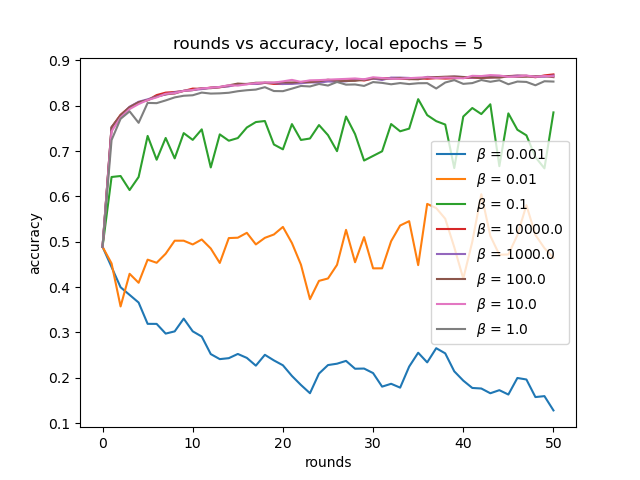 rounds vs accuracy, local epochs = 5
accuracy
0.9
0.8
0.7
0.6
0.5
0.4
0.3
0.2
0.1
β = 0.001
β = 0.01
β = 0.1
β = 10000.0
β = 1000.0
β = 100.0
β = 10.0
β = 1.0
0 10 20 30 40 50
rounds